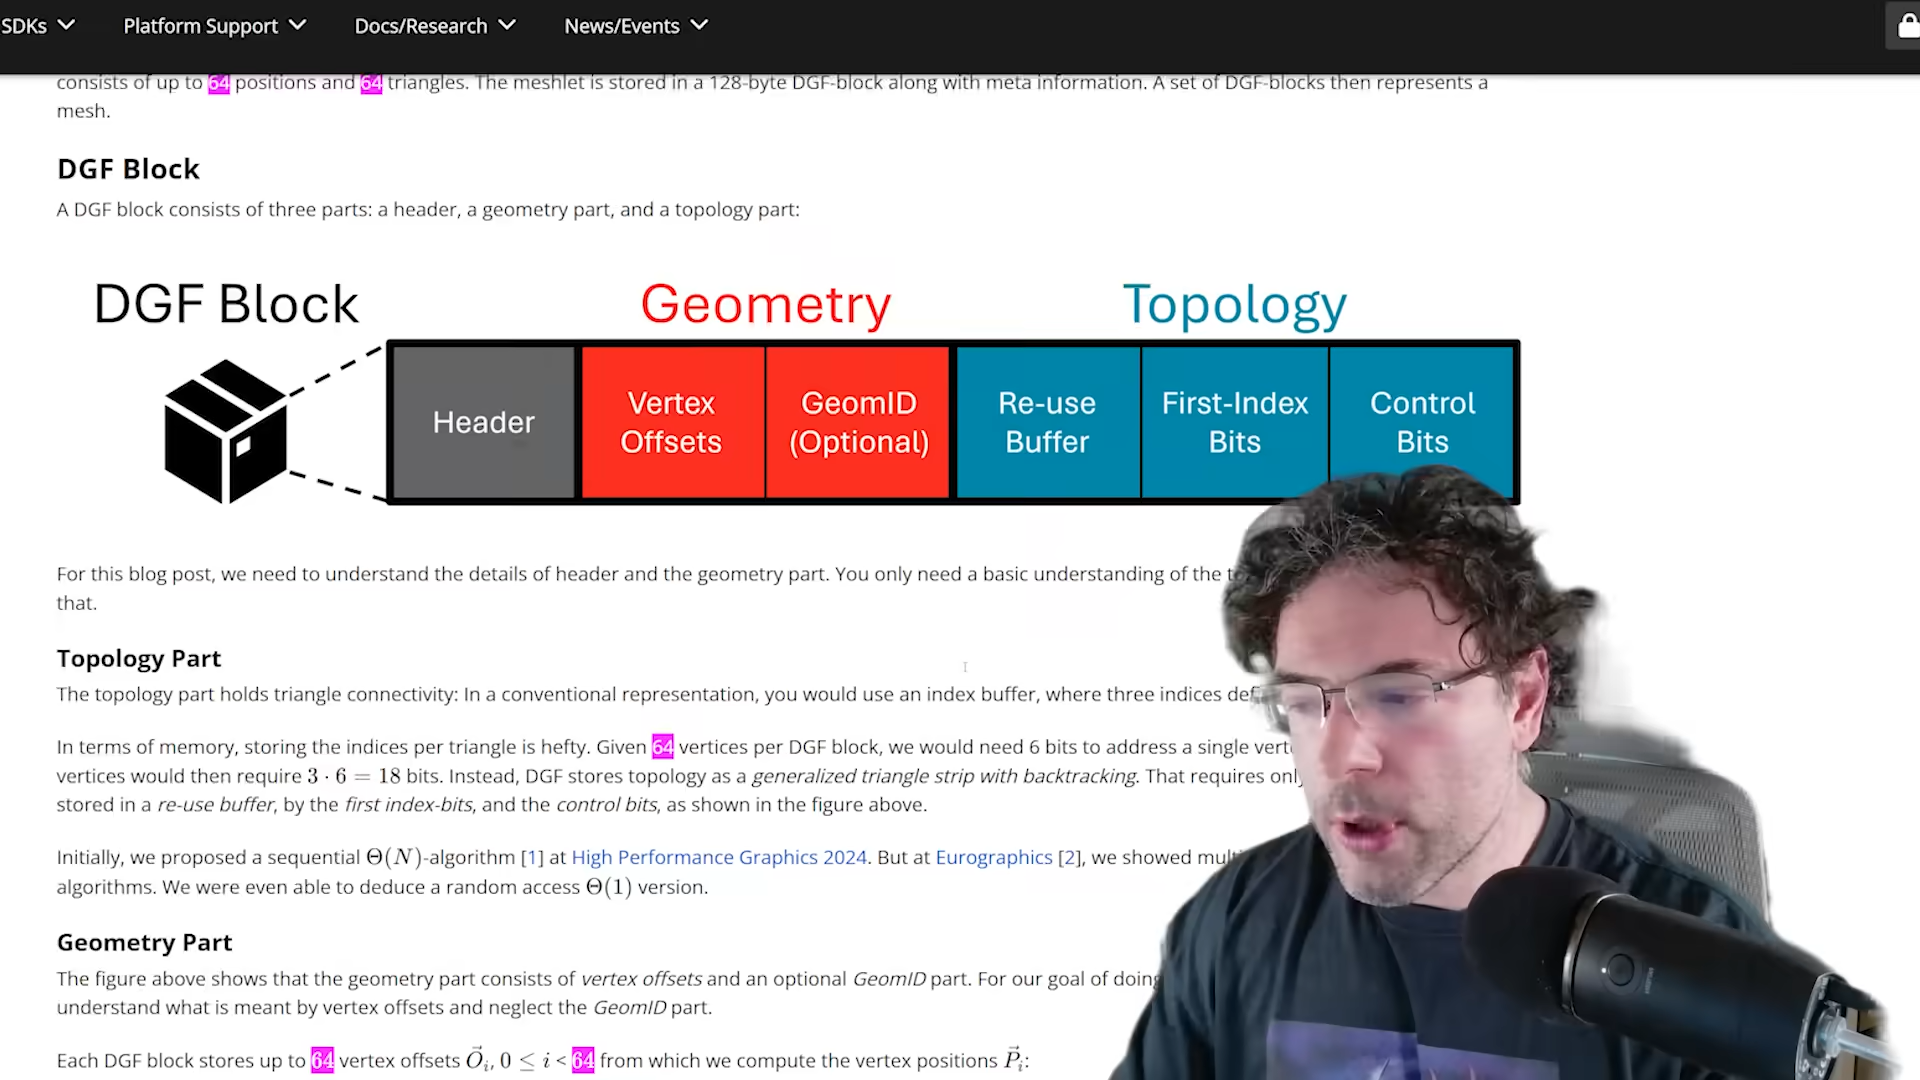 SDKs Platform Support Docs/Research News/Events
consists of up to 64 positions and 64 triangles. The meshlet is stored in a 128-byte DGF-block along with meta information. A set of DGF-blocks then represents a
mesh.
DGF Block
A DGF block consists of three parts: a header, a geometry part, and a topology part:
DGF Block Geometry Topology
Header Vertex Offsets GeomID (Optional) Re-use Buffer First-Index Bits Control Bits
For this blog post, we need to understand the details of header and the geometry part. You only need a basic understanding of the
that.
Topology Part
The topology part holds triangle connectivity: In a conventional representation, you would use an index buffer, where three indices
In terms of memory, storing the indices per triangle is hefty. Given 64 vertices per DGF block, we would need 6 bits to address a single
vertices would then require 3 · 6 = 18 bits. Instead, DGF stores topology as a generalized triangle strip with backtracking. That requires
stored in a re-use buffer, by the first index-bits, and the control bits, as shown in the figure above.
Initially, we proposed a sequential Θ(N)-algorithm [1] at High Performance Graphics 2024. But at Eurographics [2], we showed
algorithms. We were even able to deduce a random access Θ(1) version.
Geometry Part
The figure above shows that the geometry part consists of vertex offsets and an optional GeomID part. For our goal of doing
understand what is meant by vertex offsets and neglect the GeomID part.
Each DGF block stores up to 64 vertex offsets O⃗ᵢ, 0 ≤ i < 64 from which we compute the vertex positions P⃗ᵢ: